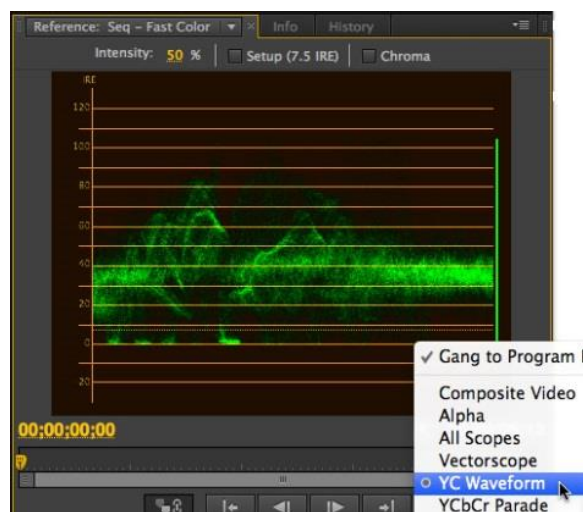 Reference: Seq - Fast Color
Info
History
Intensity: 50 %
Setup (7.5 IRE)
Chroma
IRE
120
100
80
60
40
20
0
20
✓ Gang to Program
Composite Video
Alpha
All Scopes
Vectorscope
YC Waveform
YCbCr Parade
00;00;00;00